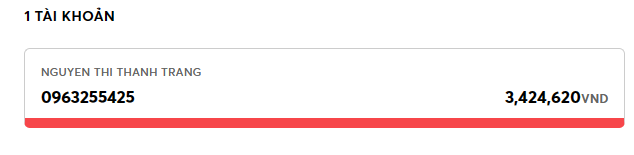 1 TÀI KHOẢN
NGUYEN THI THANH TRANG
0963255425 3,424,620VND